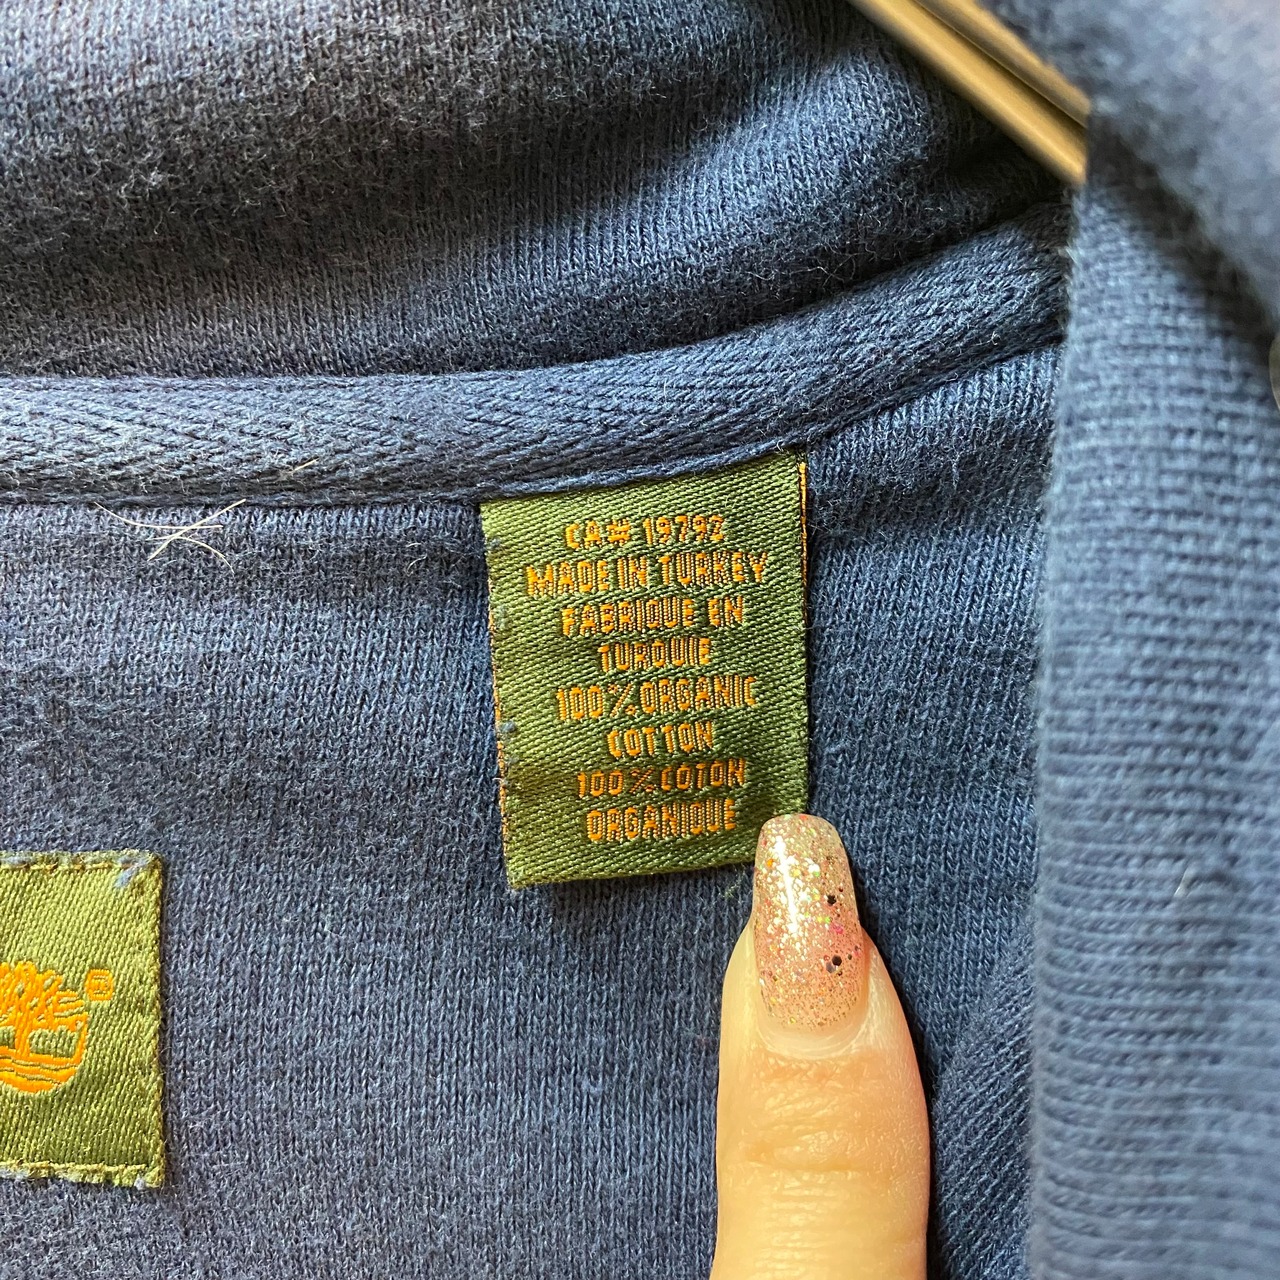 CA# 19792
MADE IN TURKEY
FABRIQUE EN
TURQUIE
100% ORGANIC
COTTON
100% COTON
ORGANIQUE
®